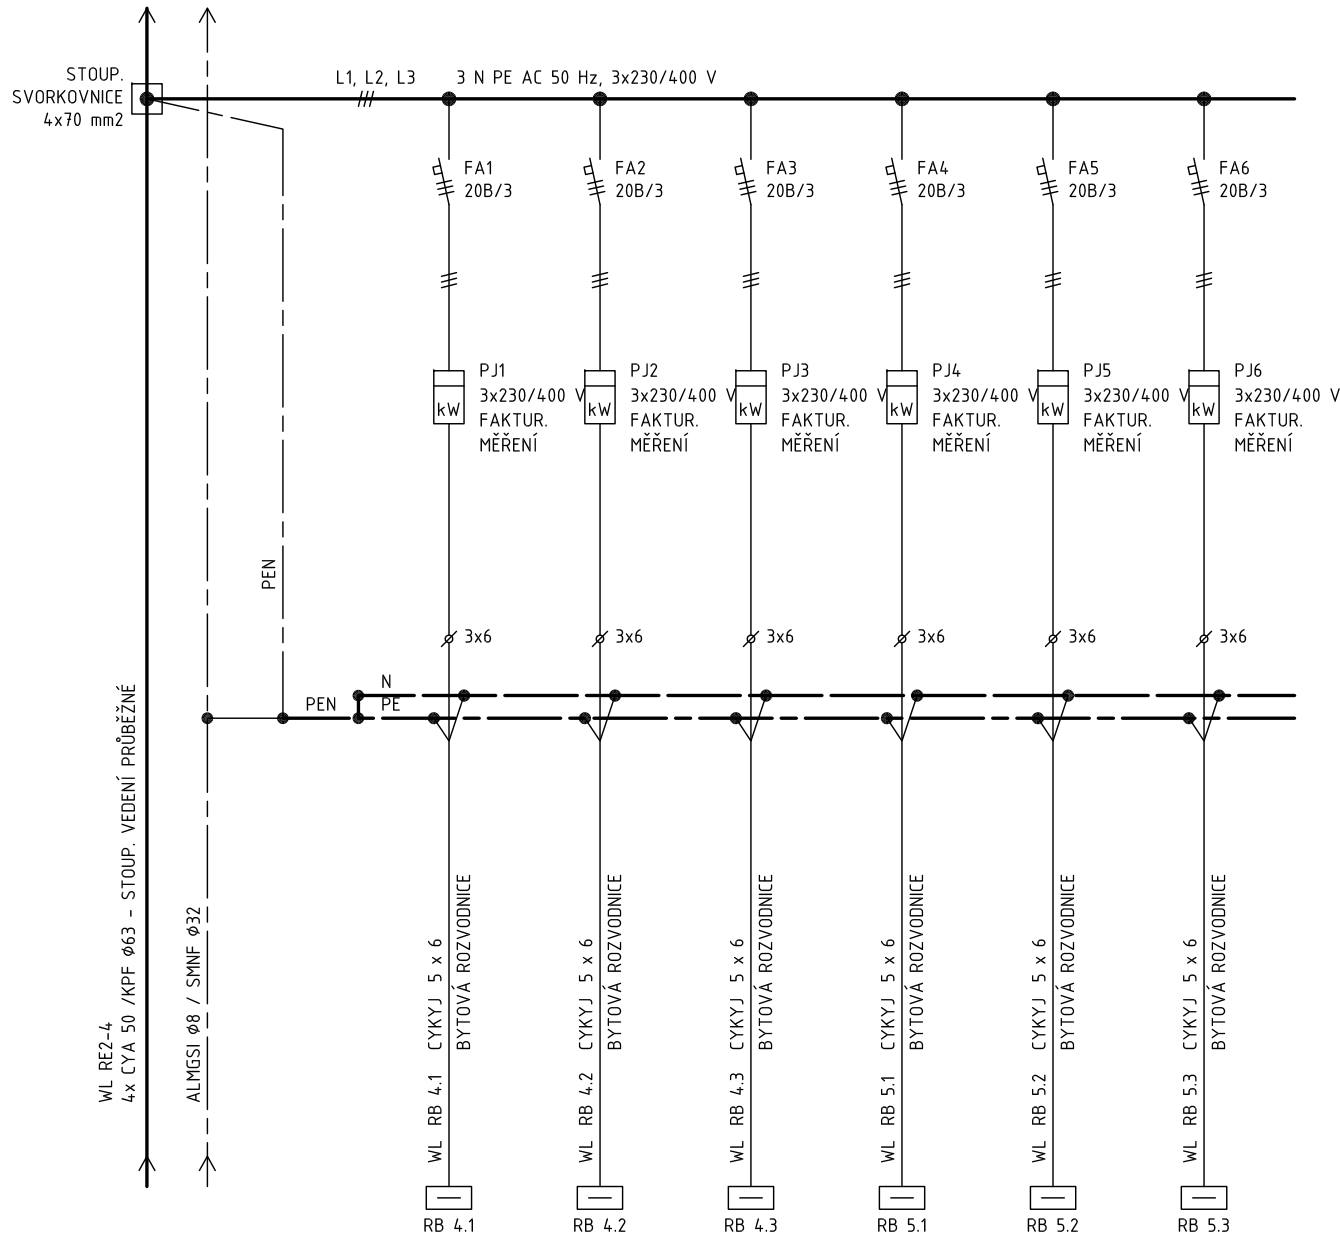 STOUP.
SVORKOVNICE
4x70 mm2
L1, L2, L3
3 N PE AC 50 Hz, 3x230/400 V
FA1
20B/3
FA2
20B/3
FA3
20B/3
FA4
20B/3
FA5
20B/3
FA6
20B/3
PJ1
3x230/400 V
FAKTUR.
MĚŘENÍ
kW
PJ2
3x230/400 V
FAKTUR.
MĚŘENÍ
kW
PJ3
3x230/400 V
FAKTUR.
MĚŘENÍ
kW
PJ4
3x230/400 V
FAKTUR.
MĚŘENÍ
kW
PJ5
3x230/400 V
FAKTUR.
MĚŘENÍ
kW
PJ6
3x230/400 V
FAKTUR.
MĚŘENÍ
kW
PEN
3x6
3x6
3x6
3x6
3x6
3x6
PEN
N
PE
WL RE2-4
4x CYA 50 /KPF ø63 - STOUP. VEDENÍ PRŮBĚŽNÉ
ALMGSI ø8 / SMNF ø32
WL RB 4.1 CYKYJ 5 x 6
BYTOVÁ ROZVODNICE
WL RB 4.2 CYKYJ 5 x 6
BYTOVÁ ROZVODNICE
WL RB 4.3 CYKYJ 5 x 6
BYTOVÁ ROZVODNICE
WL RB 5.1 CYKYJ 5 x 6
BYTOVÁ ROZVODNICE
WL RB 5.2 CYKYJ 5 x 6
BYTOVÁ ROZVODNICE
WL RB 5.3 CYKYJ 5 x 6
BYTOVÁ ROZVODNICE
RB 4.1
RB 4.2
RB 4.3
RB 5.1
RB 5.2
RB 5.3